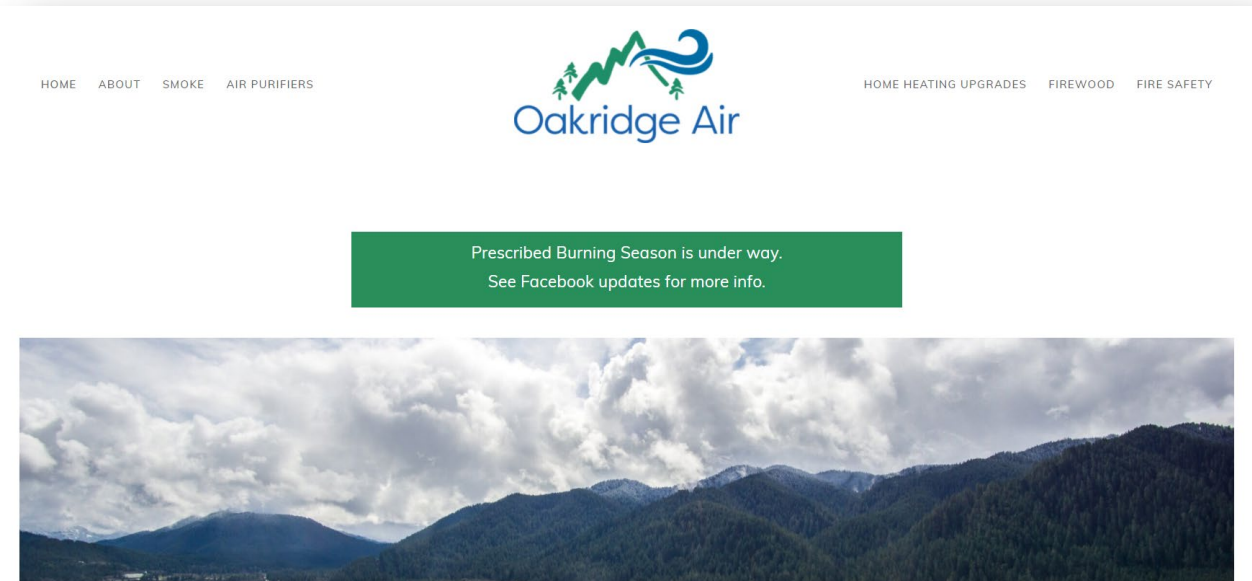 HOME
ABOUT
SMOKE
AIR PURIFIERS
Oakridge Air
HOME HEATING UPGRADES
FIREWOOD
FIRE SAFETY
Prescribed Burning Season is under way.
See Facebook updates for more info.